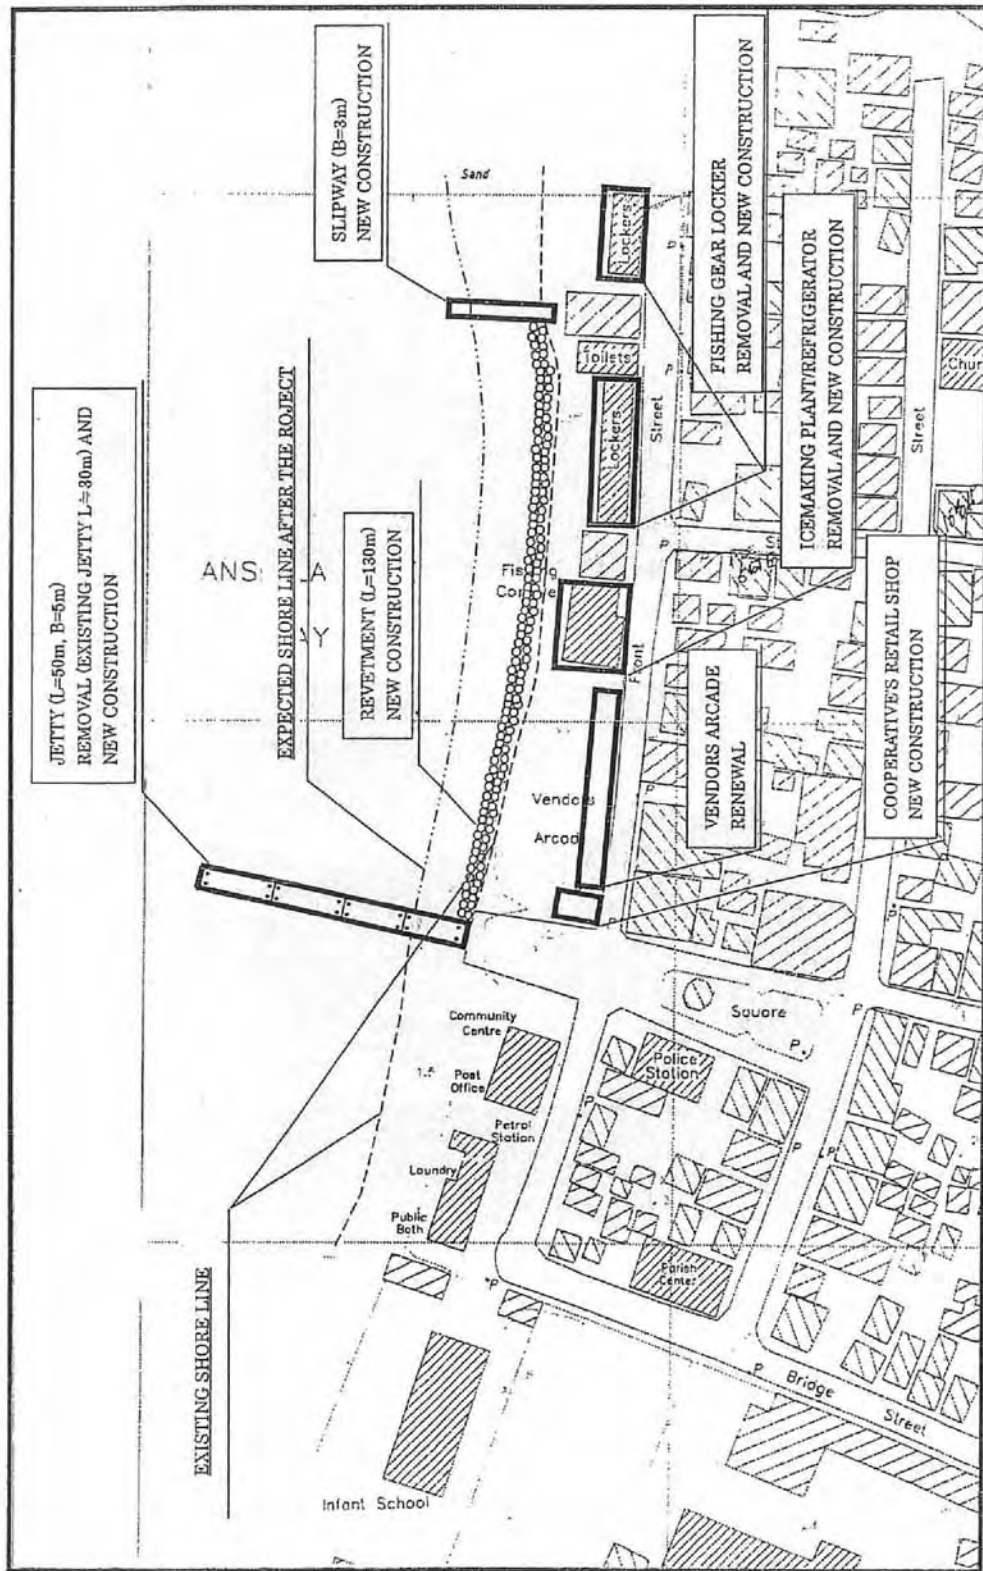 JETTY (L=50m, B=5m)
REMOVAL (EXISTING JETTY L≒30m) AND
NEW CONSTRUCTION
SLIPWAY (B=3m)
NEW CONSTRUCTION
EXPECTED SHORE LINE AFTER THE ROJECT
REVETMENT (L=130m)
NEW CONSTRUCTION
FISHING GEAR LOCKER
REMOVAL AND NEW CONSTRUCTION
ICEMAKING PLANT/REFRIGERATOR
REMOVAL AND NEW CONSTRUCTION
COOPERATIVE'S RETAIL SHOP
NEW CONSTRUCTION
VENDORS ARCADE
RENEWAL
EXISTING SHORE LINE
Sand
Lockers
Toilets
Lockers
Street
Front
Street
Vendors
Arcad
Community
Centre
Post
Office
Petrol
Station
Laundry
Public
Bath
Infant School
Square
Police
Station
Parish
Center
Bridge
Street
P
P
P
P
P
P
P
P
P
P
P
P